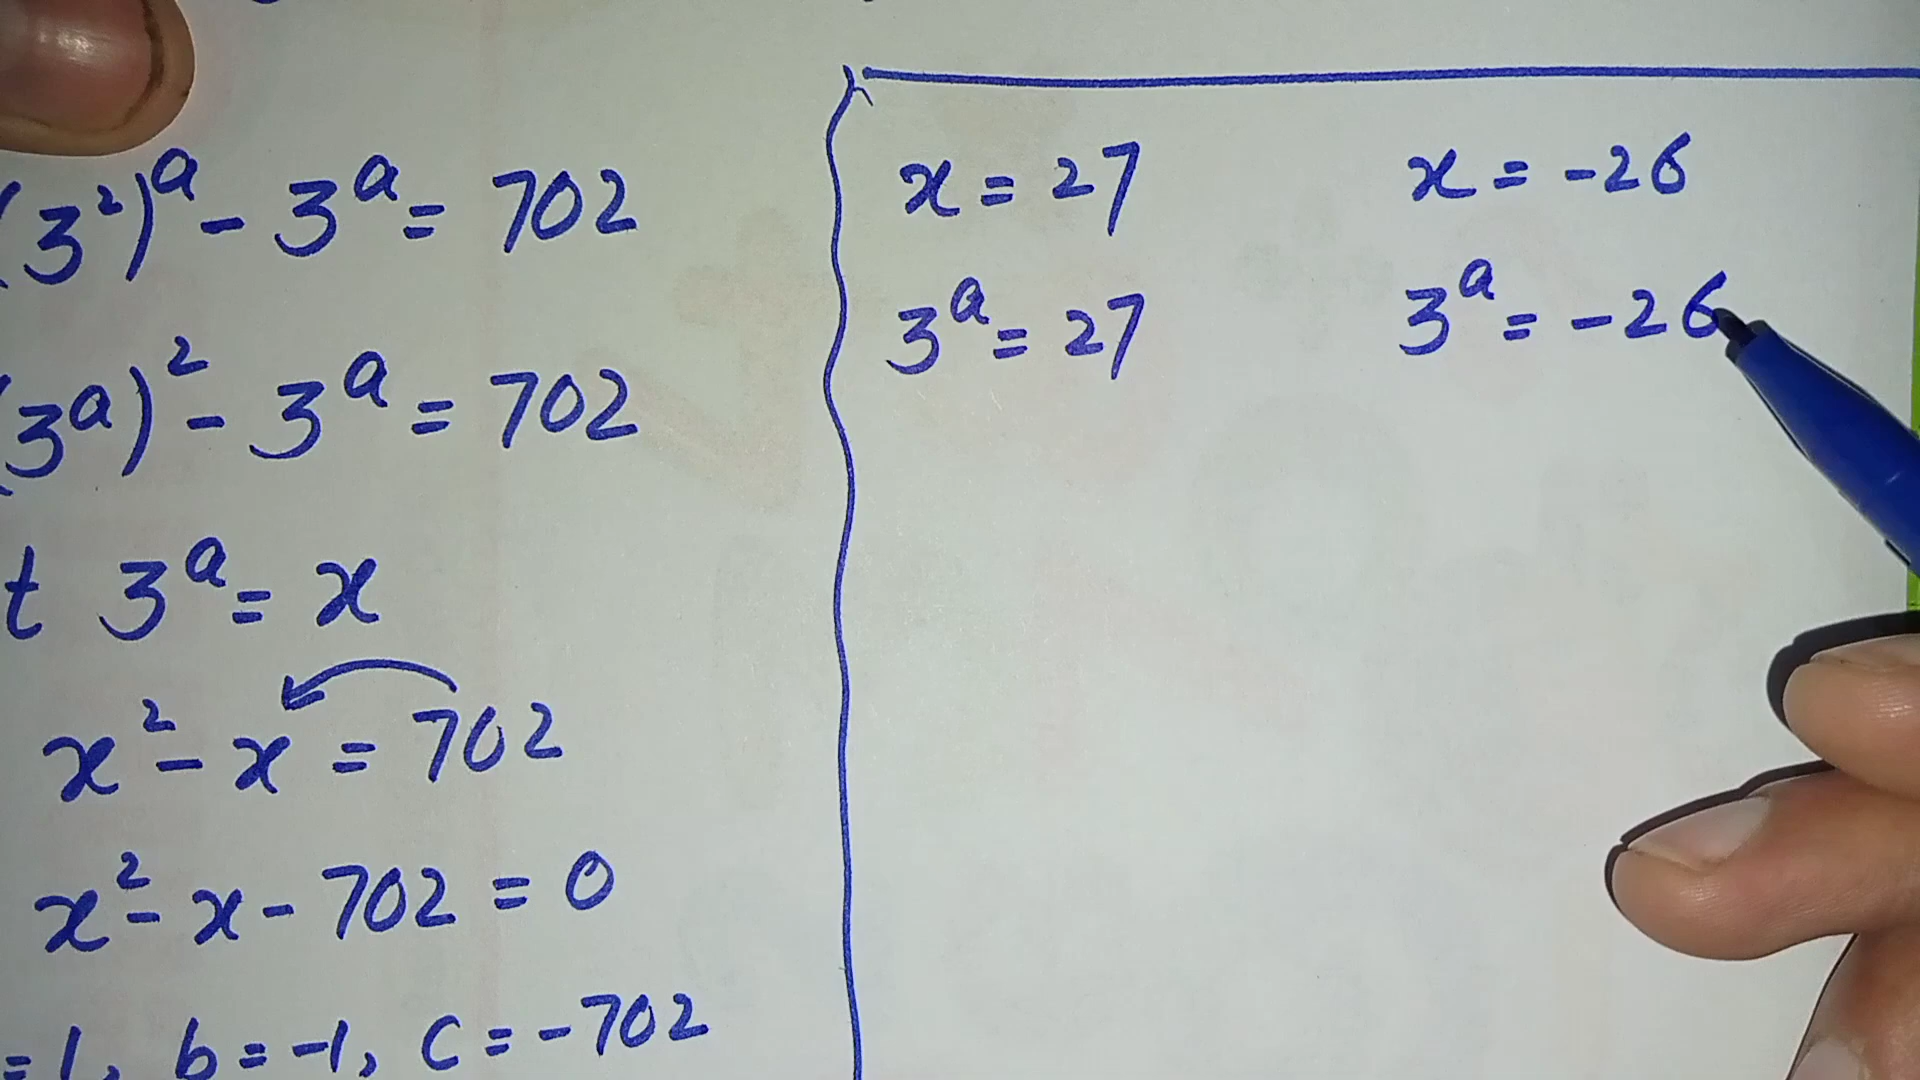 (3²)ᵃ - 3ᵃ = 702
(3ᵃ)² - 3ᵃ = 702
t 3ᵃ = x
x² - x = 702
x² - x - 702 = 0
= 1, b = -1, c = -702
x = 27
3ᵃ = 27
x = -26
3ᵃ = -26